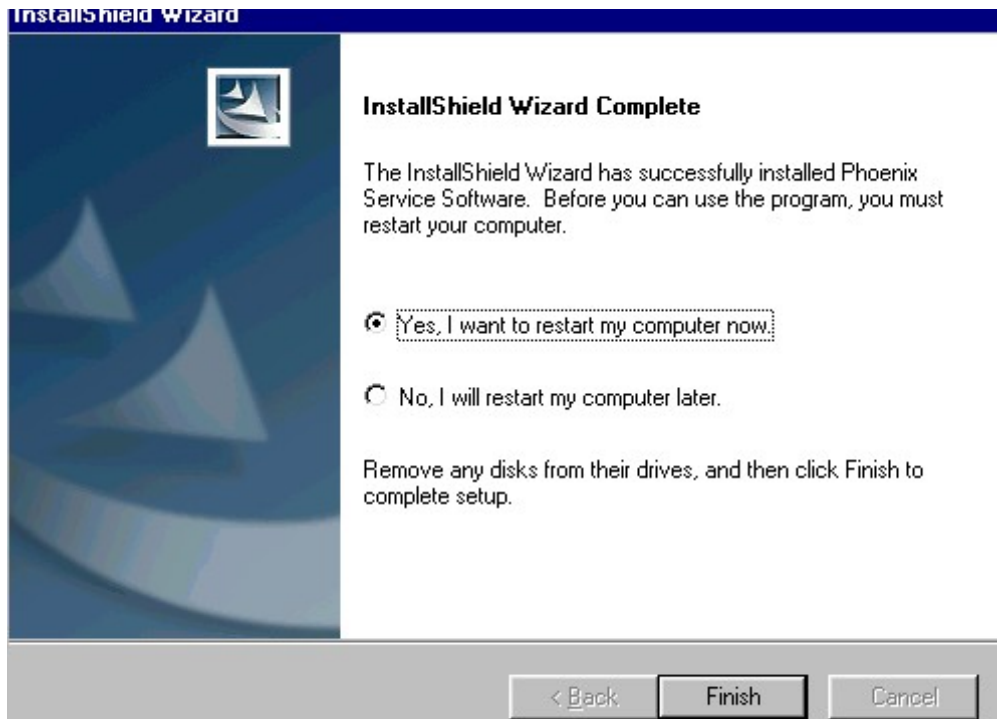 InstallShield Wizard
InstallShield Wizard Complete
The InstallShield Wizard has successfully installed Phoenix
Service Software.  Before you can use the program, you must
restart your computer.
Yes, I want to restart my computer now.
No, I will restart my computer later.
Remove any disks from their drives, and then click Finish to
complete setup.
< Back
Finish
Cancel